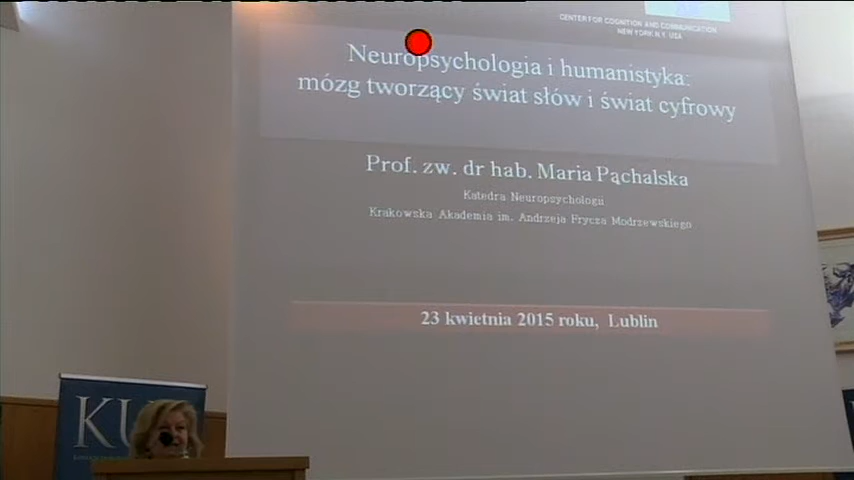 CENTER FOR COGNITION AND COMMUNICATION
NEW YORK N.Y. USA
Neuropsychologia i humanistyka:
mózg tworzący świat słów i świat cyfrowy
Prof. zw. dr hab. Maria Pąchalska
Katedra Neuropsychologii
Krakowska Akademia im. Andrzeja Frycza Modrzewskiego
23 kwietnia 2015 roku, Lublin